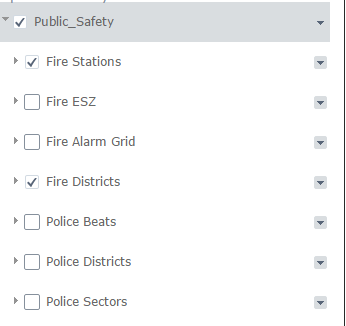 Public_Safety
Fire Stations
Fire ESZ
Fire Alarm Grid
Fire Districts
Police Beats
Police Districts
Police Sectors